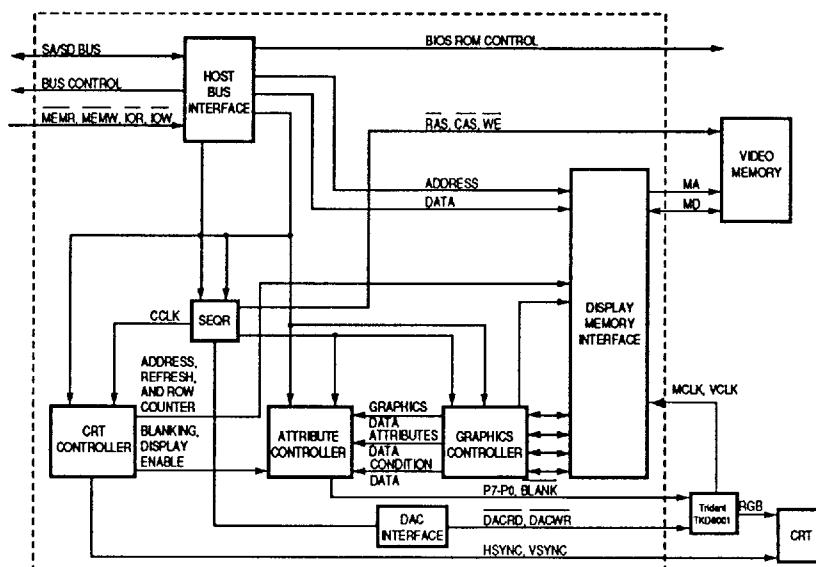 SA/SD BUS
BIOS ROM CONTROL
HOST
BUS
INTERFACE
BUS CONTROL
MEMR, MEMW, IOR, IOW
RAS, CAS, WE
VIDEO
MEMORY
ADDRESS
MA
DATA
MD
CCLK
SEQR
DISPLAY
MEMORY
INTERFACE
ADDRESS,
REFRESH,
AND ROW
COUNTER
MCLK, VCLK
CRT
CONTROLLER
BLANKING,
DISPLAY
ENABLE
ATTRIBUTE
CONTROLLER
GRAPHICS
DATA
ATTRIBUTES
DATA
CONDITION
DATA
GRAPHICS
CONTROLLER
P7-P0, BLANK
DAC
INTERFACE
DACRD, DACWR
Trident
RGB
CRT
HSYNC, VSYNC